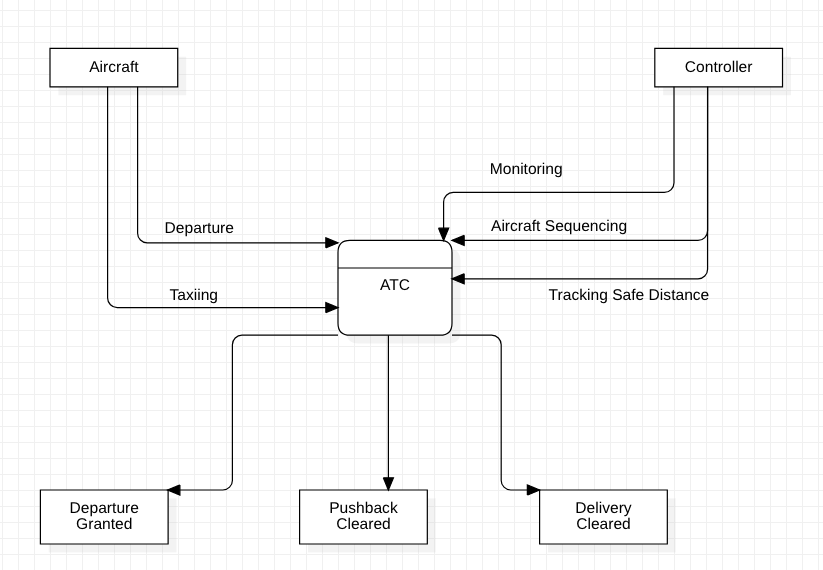 Aircraft
Controller
Monitoring
Departure
Aircraft Sequencing
ATC
Taxiing
Tracking Safe Distance
Departure
Granted
Pushback
Cleared
Delivery
Cleared